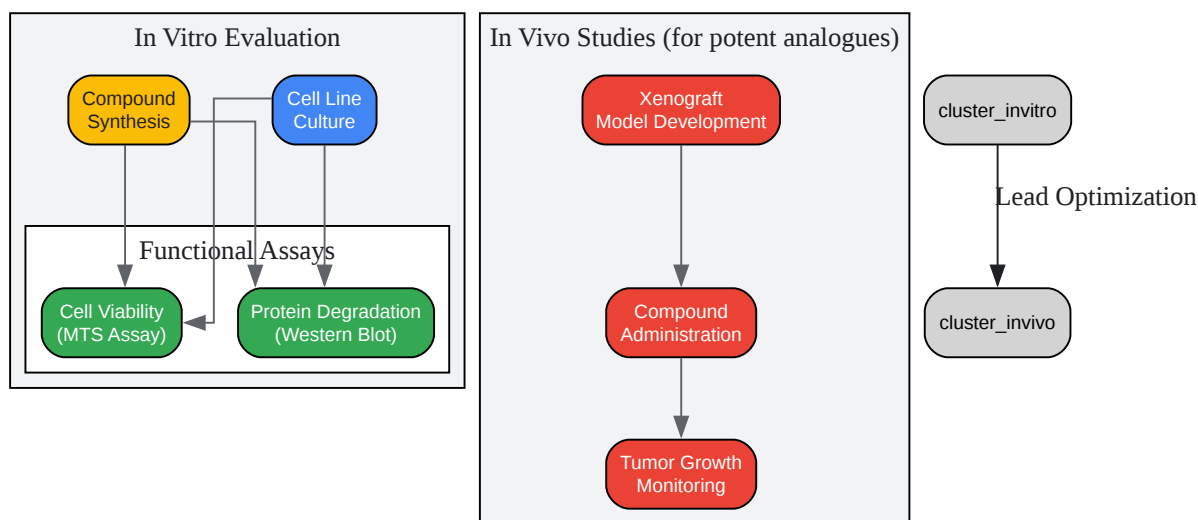 In Vitro Evaluation
Compound
Synthesis
Cell Line
Culture
Functional Assays
Cell Viability
(MTS Assay)
Protein Degradation
(Western Blot)
In Vivo Studies (for potent analogues)
Xenograft
Model Development
Compound
Administration
Tumor Growth
Monitoring
cluster_invitro
Lead Optimization
cluster_invivo